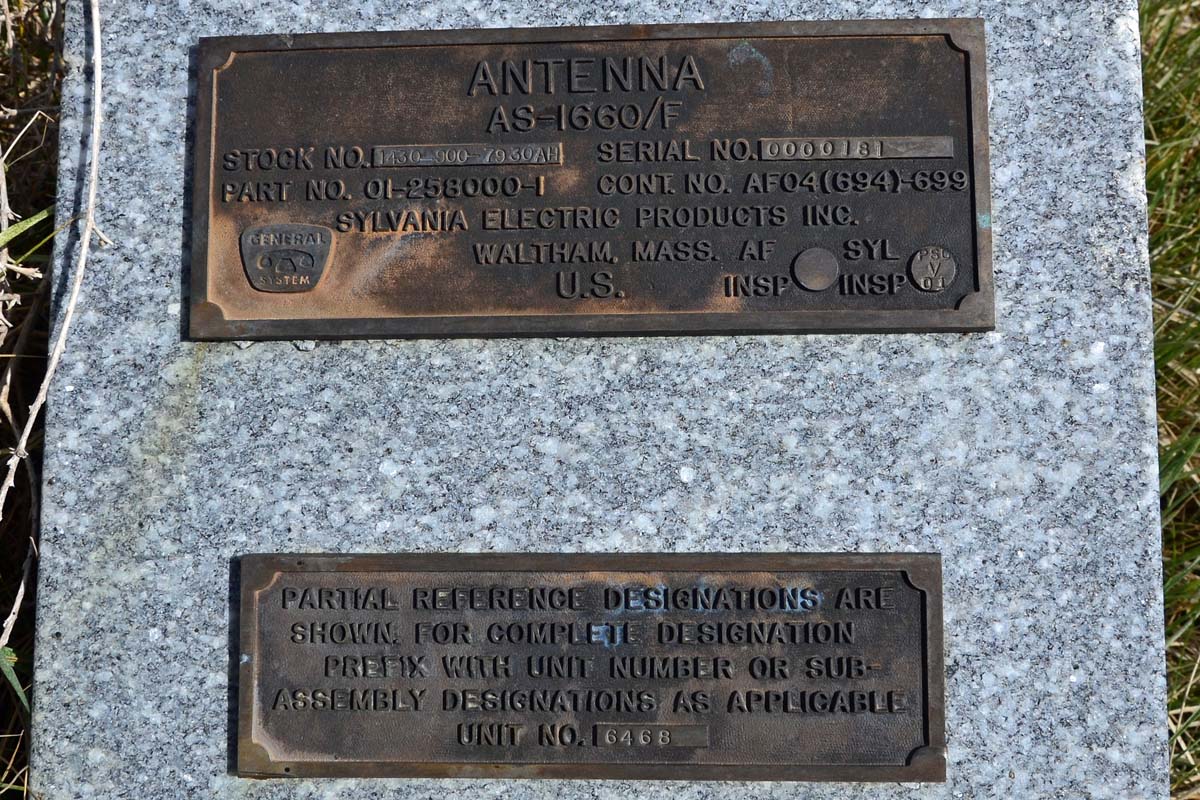 ANTENNA
AS-1660/F
STOCK NO. 1430-900-7930AH SERIAL NO. 0000181
PART NO. 01-258000-1 CONT. NO. AF04(694)-699
SYLVANIA ELECTRIC PRODUCTS INC.
GENERAL
SYSTEM
WALTHAM, MASS. AF SYL
U.S. INSP INSP
PSD
V
01
PARTIAL REFERENCE DESIGNATIONS ARE
SHOWN. FOR COMPLETE DESIGNATION
PREFIX WITH UNIT NUMBER OR SUB-
ASSEMBLY DESIGNATIONS AS APPLICABLE
UNIT NO. 6468